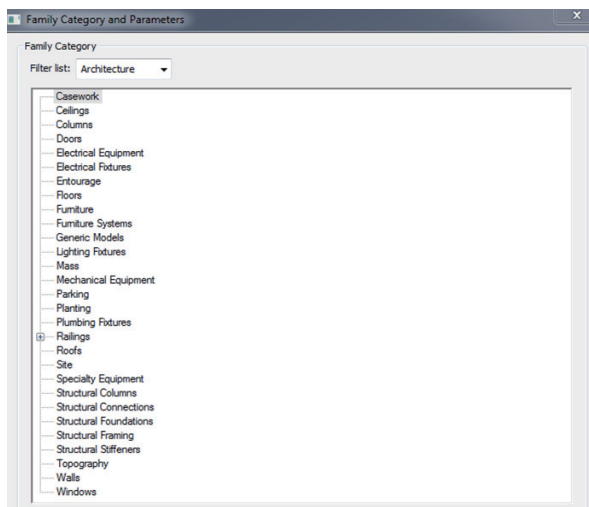 Family Category and Parameters
Family Category
Filter list: Architecture
Casework
Ceilings
Columns
Doors
Electrical Equipment
Electrical Fixtures
Entourage
Floors
Furniture
Furniture Systems
Generic Models
Lighting Fixtures
Mass
Mechanical Equipment
Parking
Planting
Plumbing Fixtures
Railings
Roofs
Site
Specialty Equipment
Structural Columns
Structural Connections
Structural Foundations
Structural Framing
Structural Stiffeners
Topography
Walls
Windows